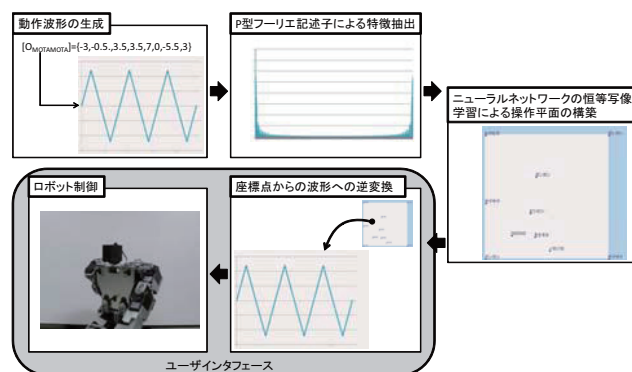 動作波形の生成
[O_MOTAMOTA]={-3,-0.5.,3.5,3.5,7,0,-5.5,3}
P型フーリエ記述子による特徴抽出
ニューラルネットワークの恒等写像
学習による操作平面の構築
座標点からの波形への逆変換
ロボット制御
ユーザインタフェース